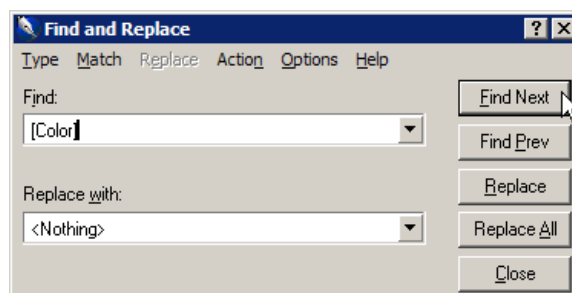 Find and Replace
Type Match Replace Action Options Help
Find:
[Color]
Find Next
Find Prev
Replace with:
<Nothing>
Replace
Replace All
Close